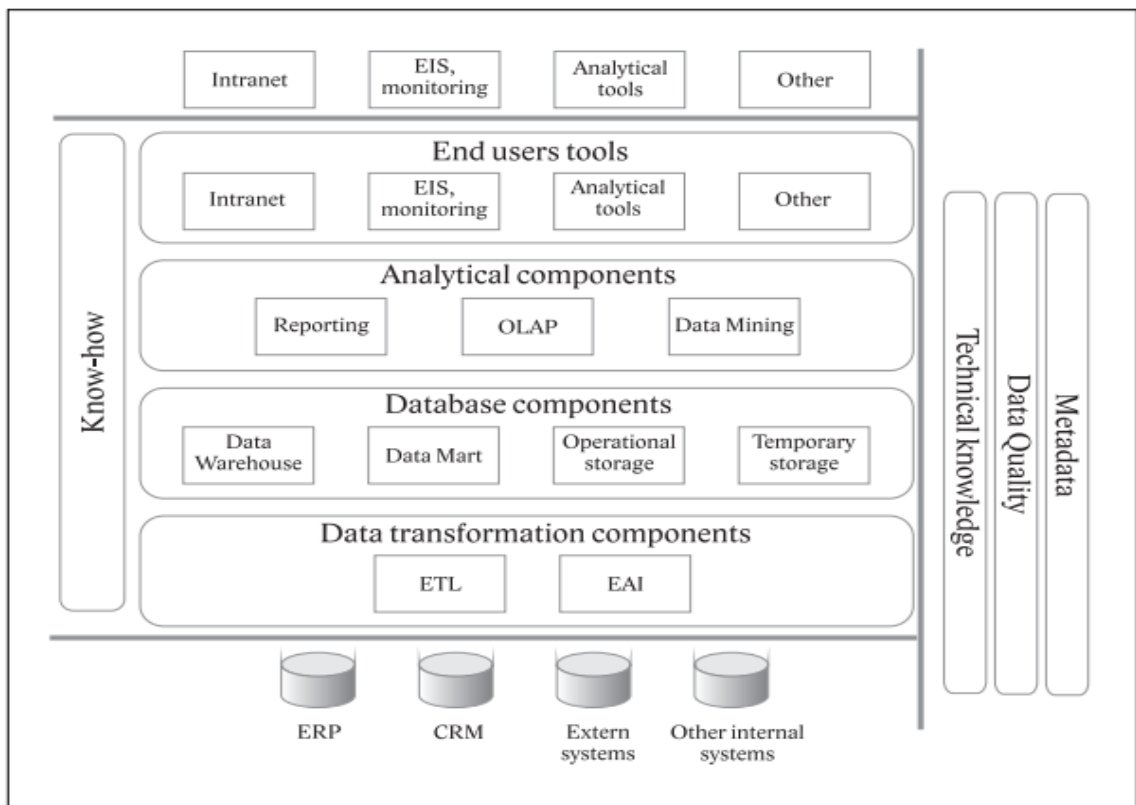 Intranet
EIS,
monitoring
Analytical
tools
Other
Know-how
End users tools
Intranet
EIS,
monitoring
Analytical
tools
Other
Analytical components
Reporting
OLAP
Data Mining
Database components
Data
Warehouse
Data Mart
Operational
storage
Temporary
storage
Data transformation components
ETL
EAI
Technical knowledge
Data Quality
Metadata
ERP
CRM
Extern
systems
Other internal
systems